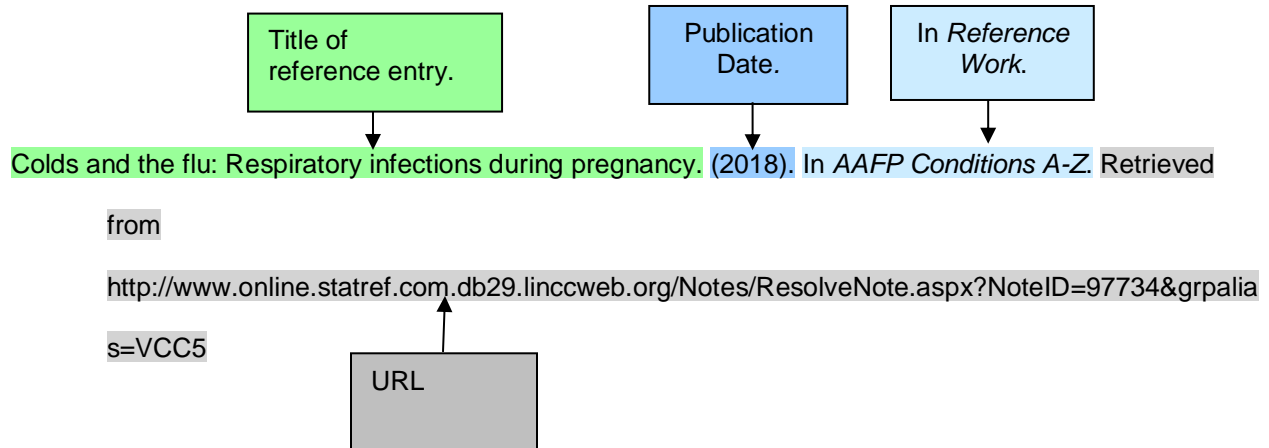 Title of
reference entry.
Publication
Date.
In Reference
Work.
Colds and the flu: Respiratory infections during pregnancy. (2018). In AAFP Conditions A-Z. Retrieved
from
http://www.online.statref.com.db29.linccweb.org/Notes/ResolveNote.aspx?NoteID=97734&grpalia
s=VCC5
URL